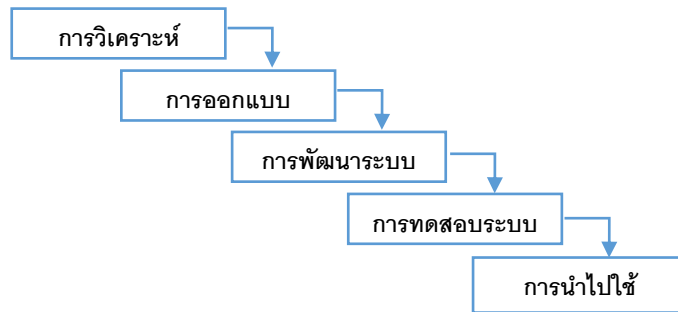 การวิเคราะห์
การออกแบบ
การพัฒนาระบบ
การทดสอบระบบ
การนำไปใช้